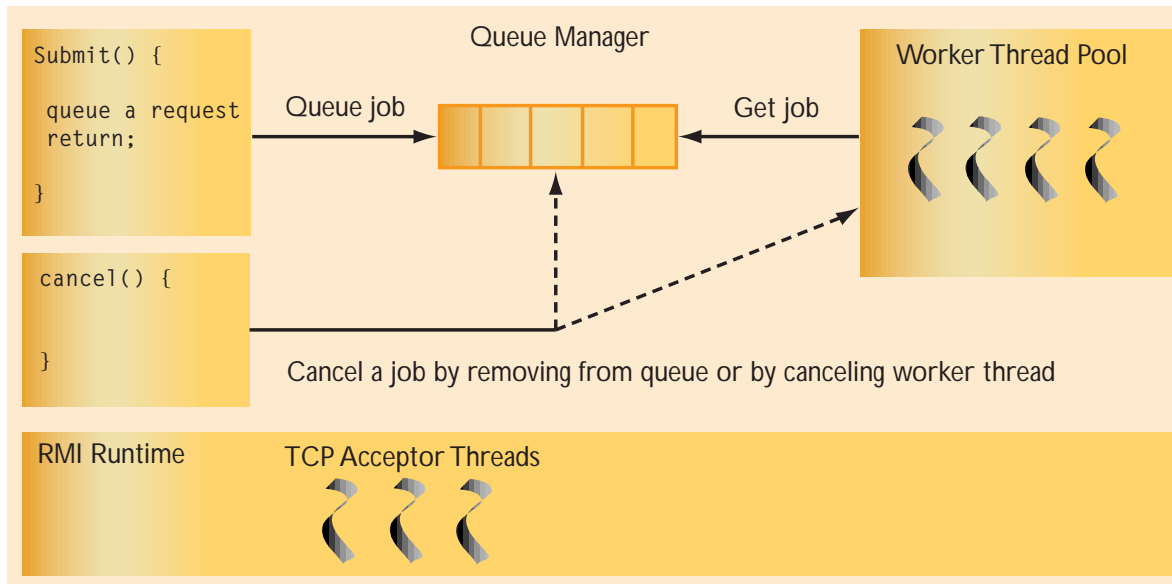 Submit() {
queue a request
return;
}
Queue job
Queue Manager
Get job
Worker Thread Pool
cancel() {
}
Cancel a job by removing from queue or by canceling worker thread
RMI Runtime
TCP Acceptor Threads